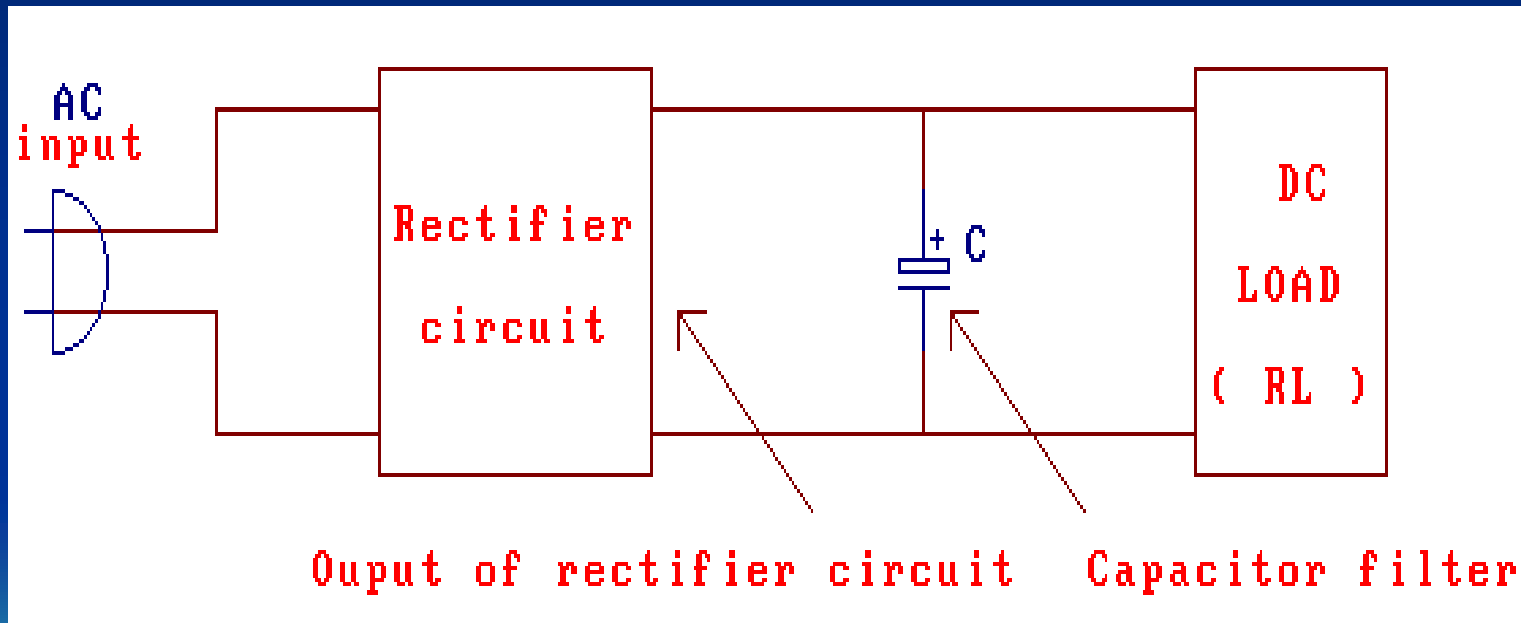 AC
input
Rectifier
circuit
+ C
DC
LOAD
( RL )
Ouput of rectifier circuit
Capacitor filter